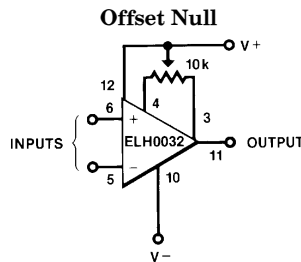 Offset Null
V+
10k
12
4
6
3
+
INPUTS
ELH0032
OUTPUT
11
−
5
10
V−